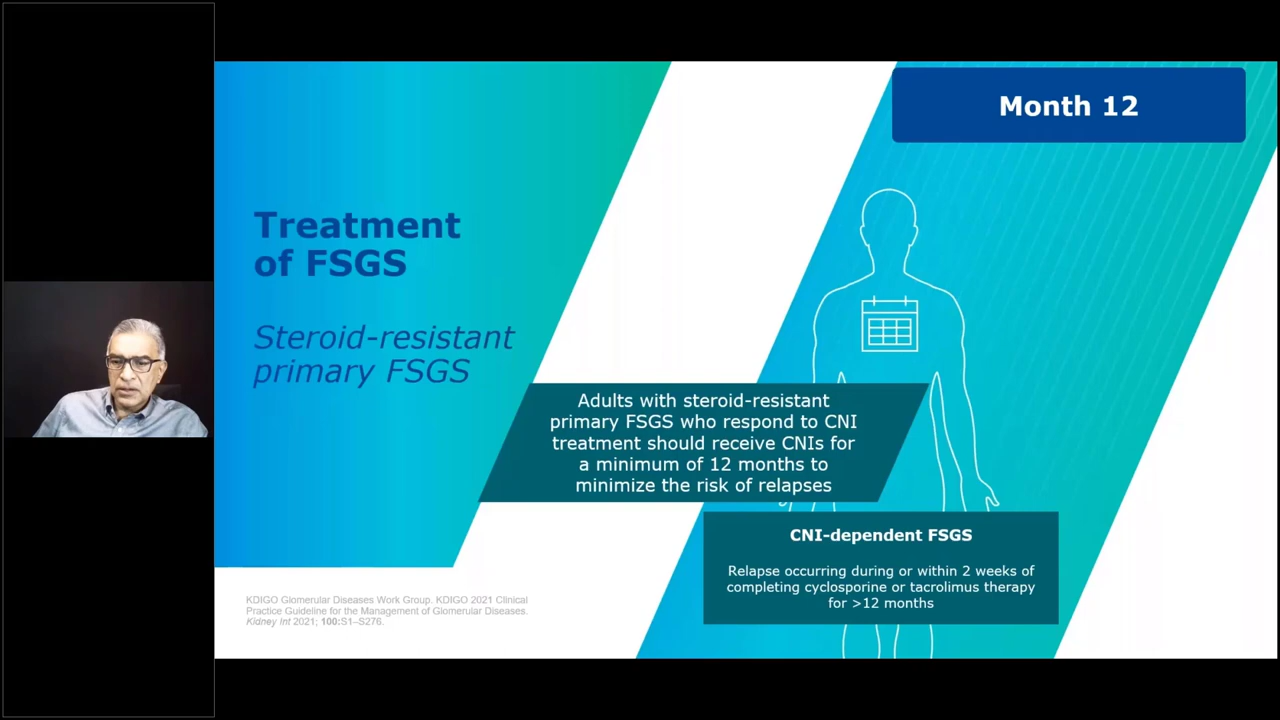 Month 12
Treatment
of FSGS
Steroid-resistant
primary FSGS
Adults with steroid-resistant
primary FSGS who respond to CNI
treatment should receive CNIs for
a minimum of 12 months to
minimize the risk of relapses
CNI-dependent FSGS
Relapse occurring during or within 2 weeks of
completing cyclosporine or tacrolimus therapy
for >12 months
KDIGO Glomerular Diseases Work Group. KDIGO 2021 Clinical
Practice Guideline for the Management of Glomerular Diseases.
Kidney Int 2021; 100:S1–S276.